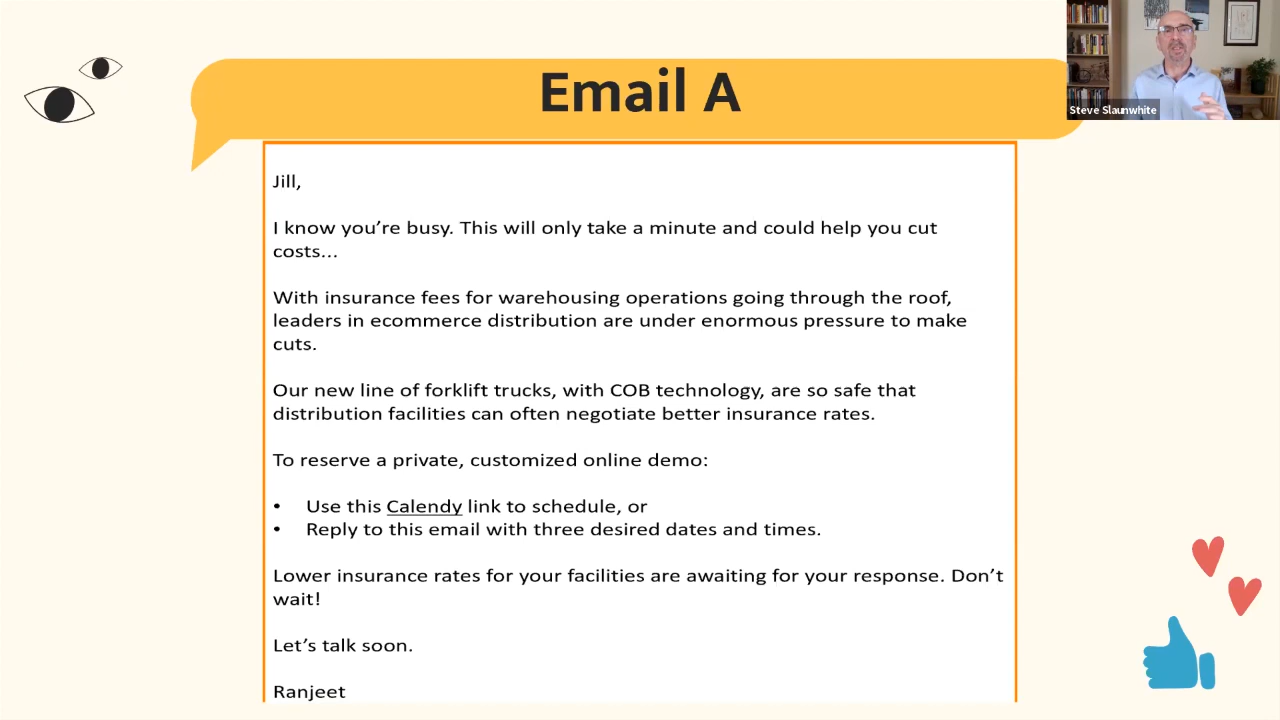 Email A
Steve Slaunwhite
Jill,
I know you're busy. This will only take a minute and could help you cut
costs...
With insurance fees for warehousing operations going through the roof,
leaders in ecommerce distribution are under enormous pressure to make
cuts.
Our new line of forklift trucks, with COB technology, are so safe that
distribution facilities can often negotiate better insurance rates.
To reserve a private, customized online demo:
• Use this Calendy link to schedule, or
• Reply to this email with three desired dates and times.
Lower insurance rates for your facilities are awaiting for your response. Don't
wait!
Let's talk soon.
Ranjeet